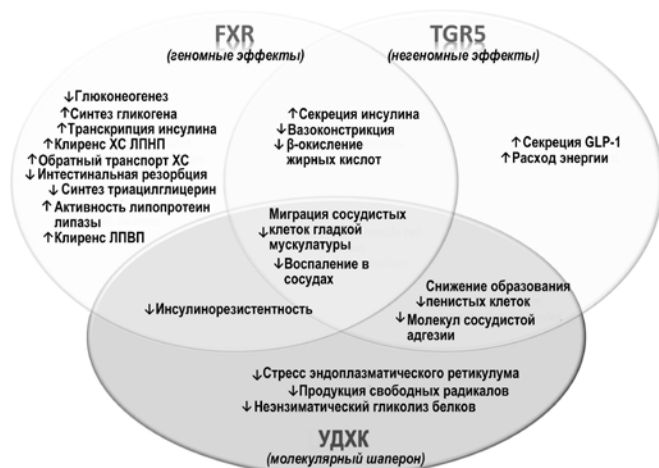 FXR
(геномные эффекты)
TGR5
(негеномные эффекты)
↓Глюконеогенез
↑Синтез гликогена
↑Транскрипция инсулина
↑Клиренс ХС ЛПНП
↑Обратный транспорт ХС
↓Интестинальная резорбция
↓Синтез триацилглицерин
↑Активность липопротеин
липазы
↑Клиренс ЛПВП
↑Секреция инсулина
↓Вазоконстрикция
↓β-окисление
жирных кислот
↑Секреция GLP-1
↑Расход энергии
Миграция сосудистых
↓клеток гладкой
мускулатуры
↓Воспаление в
сосудах
↓Инсулинорезистентность
Снижение образования
↓пенистых клеток
↓Молекул сосудистой
адгезии
↓Стресс эндоплазматического ретикулума
↓Продукция свободных радикалов
↓Неэнзиматический гликолиз белков
УДХК
(молекулярный шаперон)